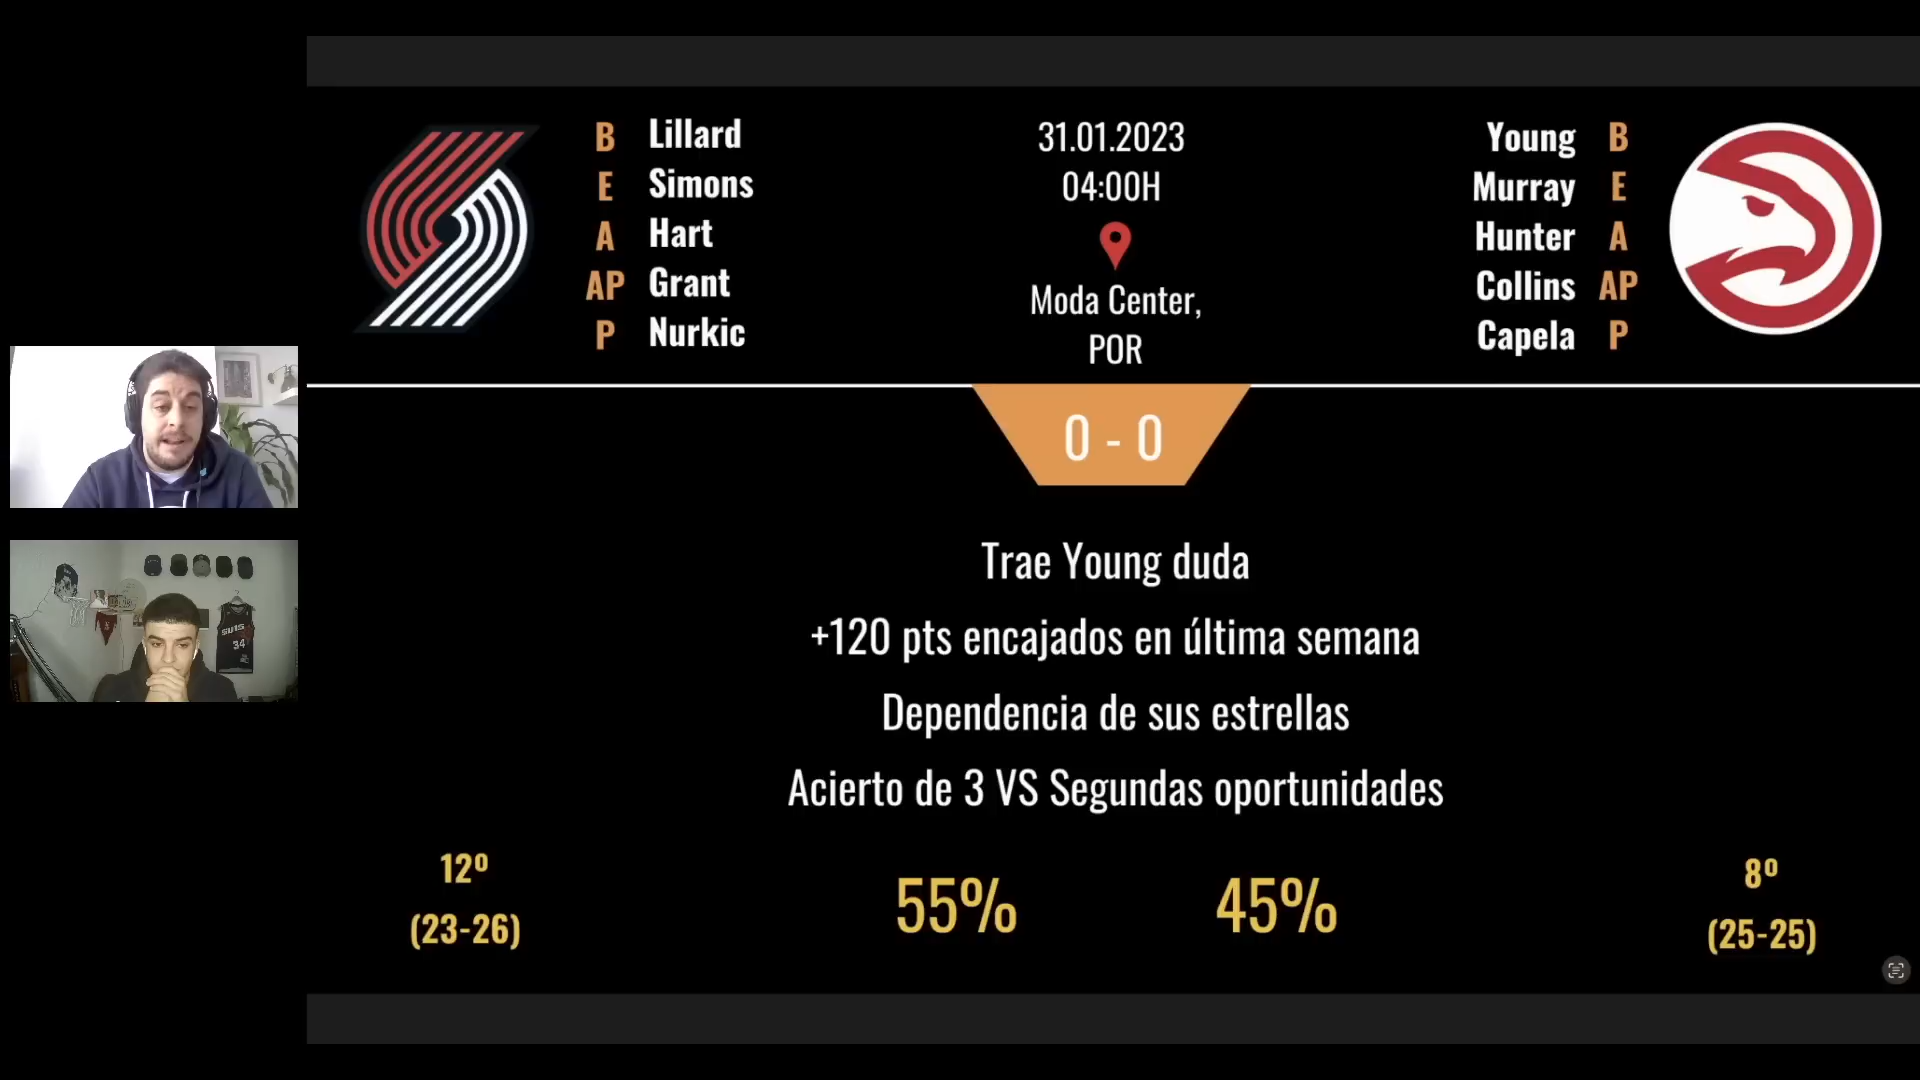 B Lillard
E Simons
A Hart
AP Grant
P Nurkic
31.01.2023
04:00H
Moda Center,
POR
Young B
Murray E
Hunter A
Collins AP
Capela P
0 - 0
Trae Young duda
+120 pts encajados en última semana
Dependencia de sus estrellas
Acierto de 3 VS Segundas oportunidades
12º
(23-26)
55%
45%
8º
(25-25)
SUNS
34